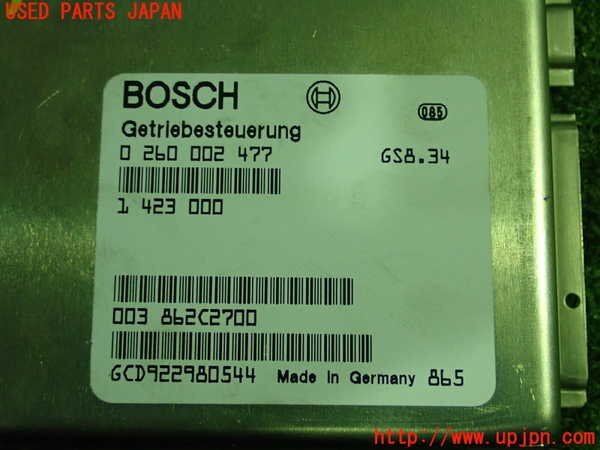 USED PARTS JAPAN
BOSCH
085
Getriebesteuerung
0 260 002 477 GS8.34
1 423 000
003 862C2700
GCD922980544 Made in Germany 865
http://www.upjpn.com